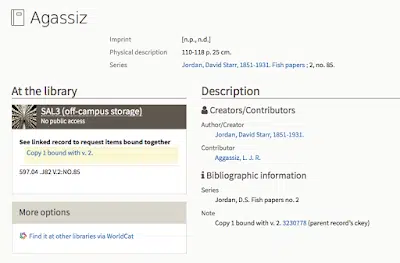 Agassiz
Imprint [n.p., n.d.]
Physical description 110-118 p. 25 cm.
Series Jordan, David Starr, 1851-1931. Fish papers ; 2, no. 85.
At the library
SAL3 (off-campus storage)
No public access
See linked record to request items bound together
Copy 1 bound with v. 2.
597.04 .J82 V.2:NO.85
More options
Find it at other libraries via WorldCat
Description
Creators/Contributors
Author/Creator
Jordan, David Starr, 1851-1931.
Contributor
Aggassiz, L. J. R.
Bibliographic information
Series
Jordan, D.S. Fish papers no. 2
Note
Copy 1 bound with v. 2. 3230778 (parent record's ckey)